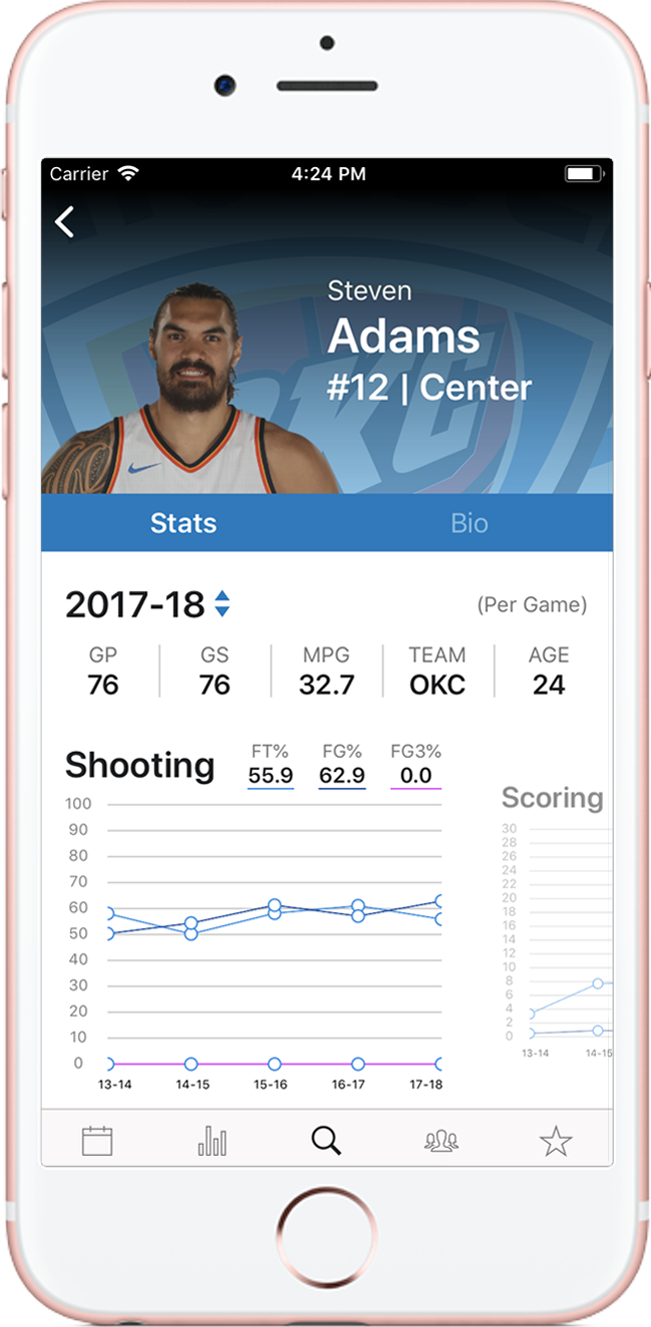 Carrier 4:24 PM
Steven
Adams
#12 | Center
OKC
Stats Bio
2017-18 (Per Game)
GP GS MPG TEAM AGE
76 76 32.7 OKC 24
Shooting FT% FG% FG3%
55.9 62.9 0.0
100
90
80
70
60
50
40
30
20
10
0
13-14 14-15 15-16 16-17 17-18
Scoring
30
28
26
24
22
20
18
16
14
12
10
8
6
4
2
0
13-14 14-15